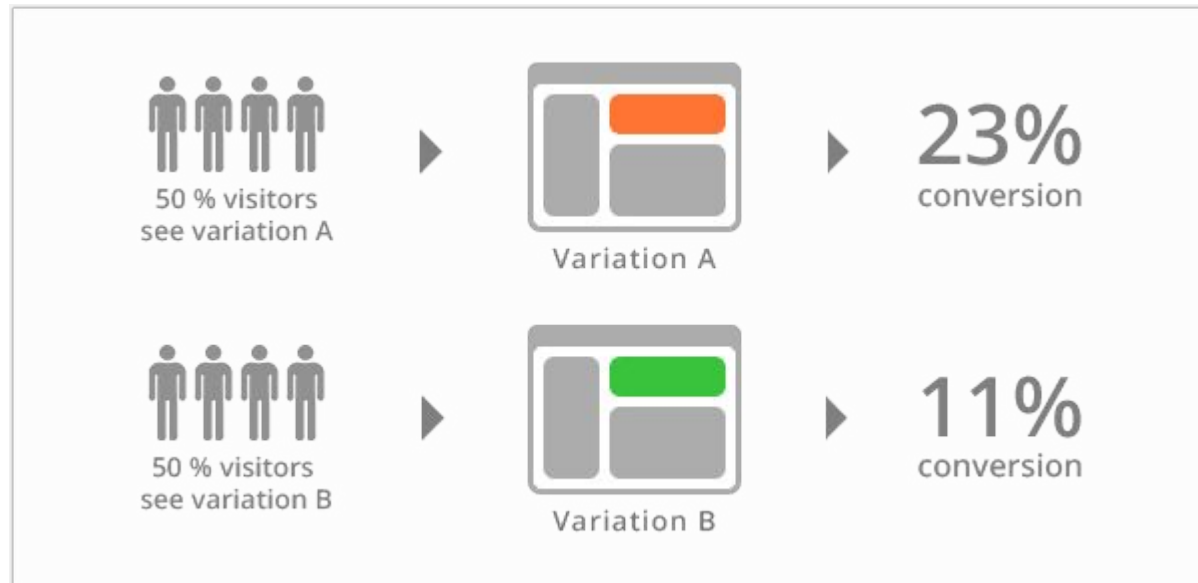 50 % visitors
see variation A
Variation A
23%
conversion
50 % visitors
see variation B
Variation B
11%
conversion